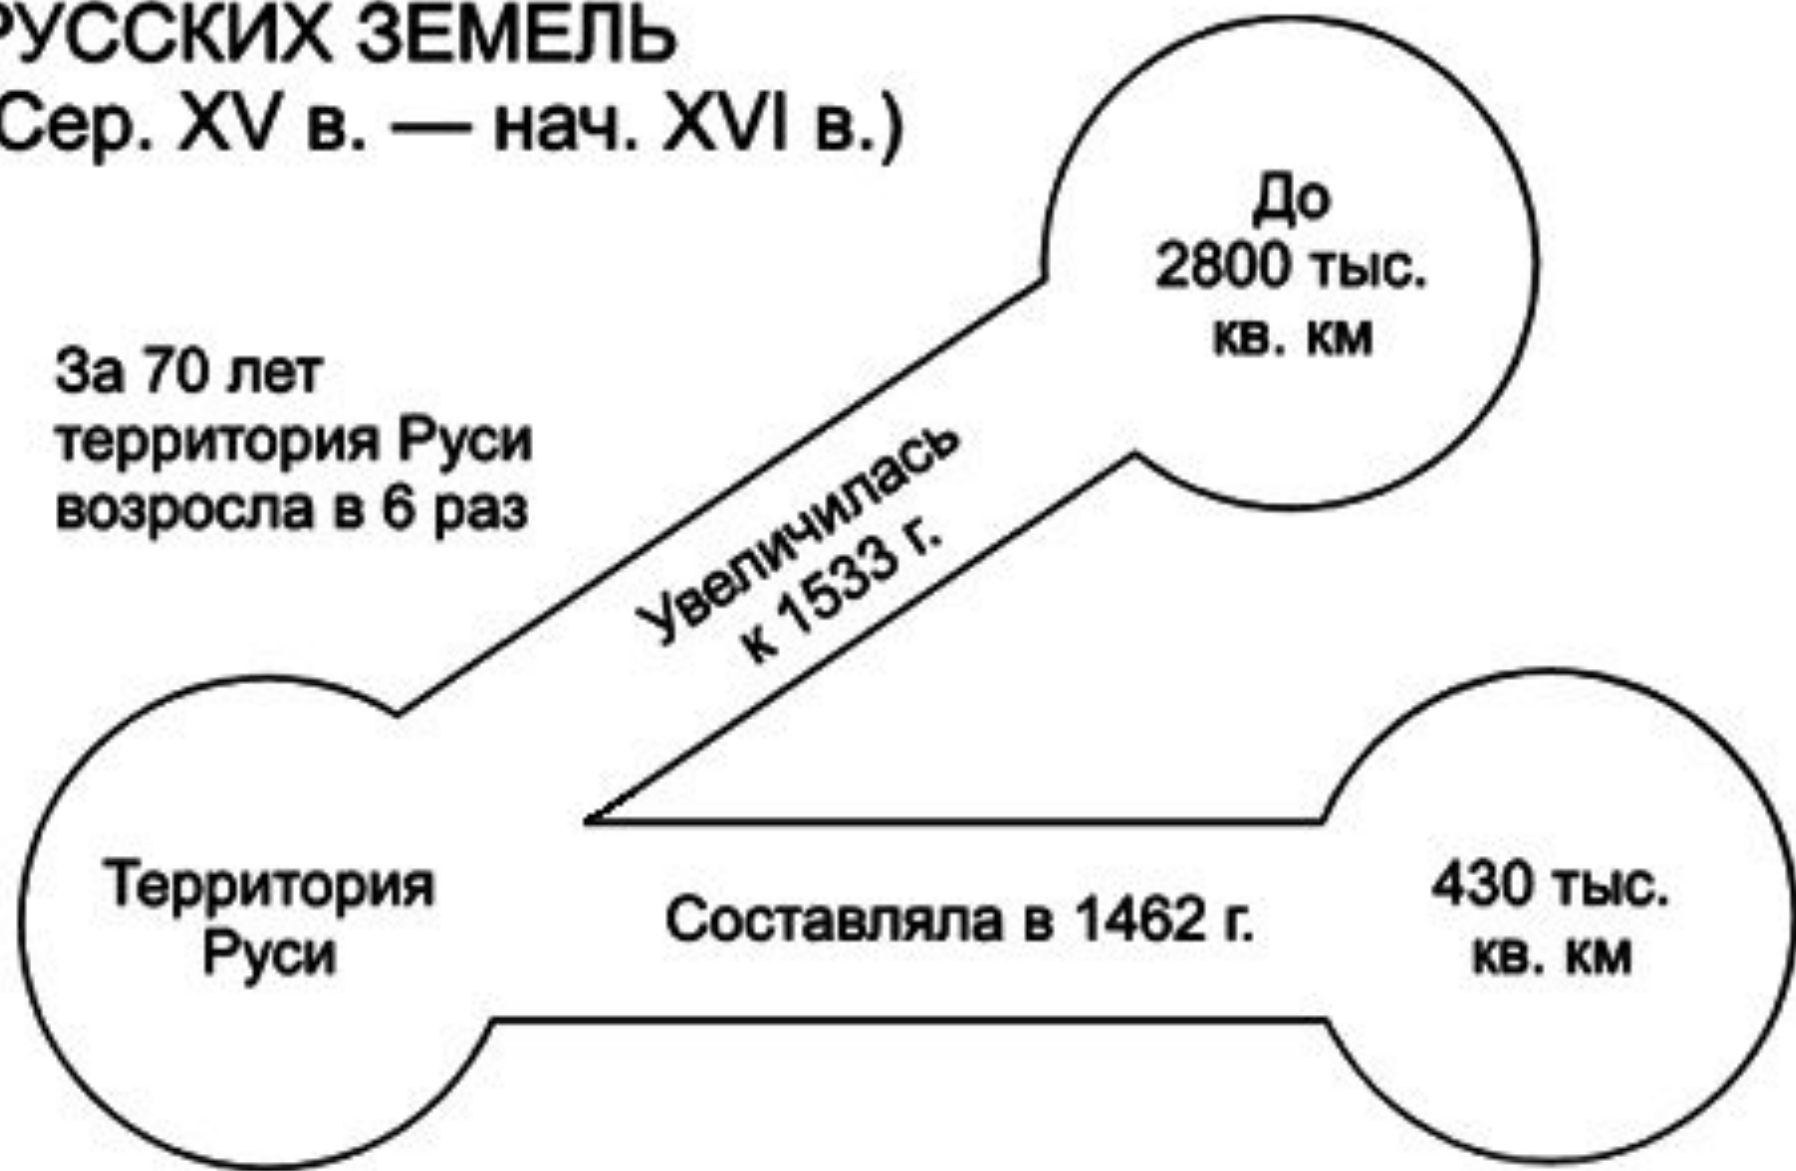 РУССКИХ ЗЕМЕЛЬ
(Сер. XV в. — нач. XVI в.)
До
2800 тыс.
кв. км
За 70 лет
территория Руси
возросла в 6 раз
Увеличилась
к 1533 г.
Территория
Руси
Составляла в 1462 г.
430 тыс.
кв. км